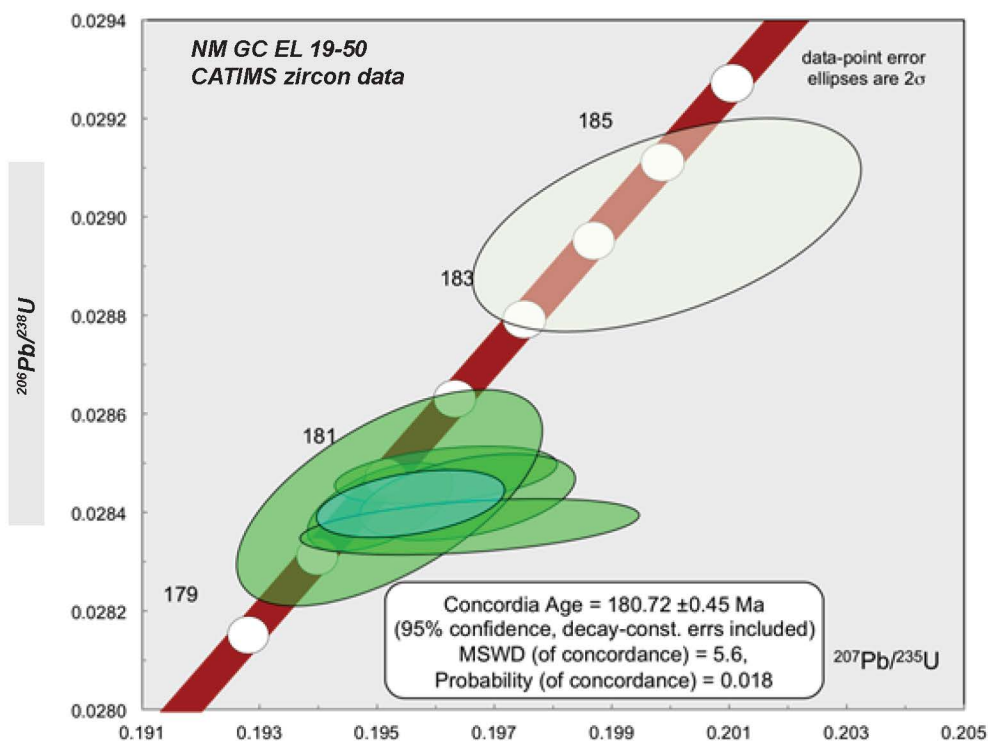 0.0294
NM GC EL 19-50
CATIMS zircon data
data-point error
ellipses are 2σ
0.0292
185
0.0290
183
0.0288
206Pb/238U
0.0286
181
0.0284
179
0.0282
Concordia Age = 180.72 ±0.45 Ma
(95% confidence, decay-const. errs included)
MSWD (of concordance) = 5.6,
Probability (of concordance) = 0.018
207Pb/235U
0.0280
0.191 0.193 0.195 0.197 0.199 0.201 0.203 0.205